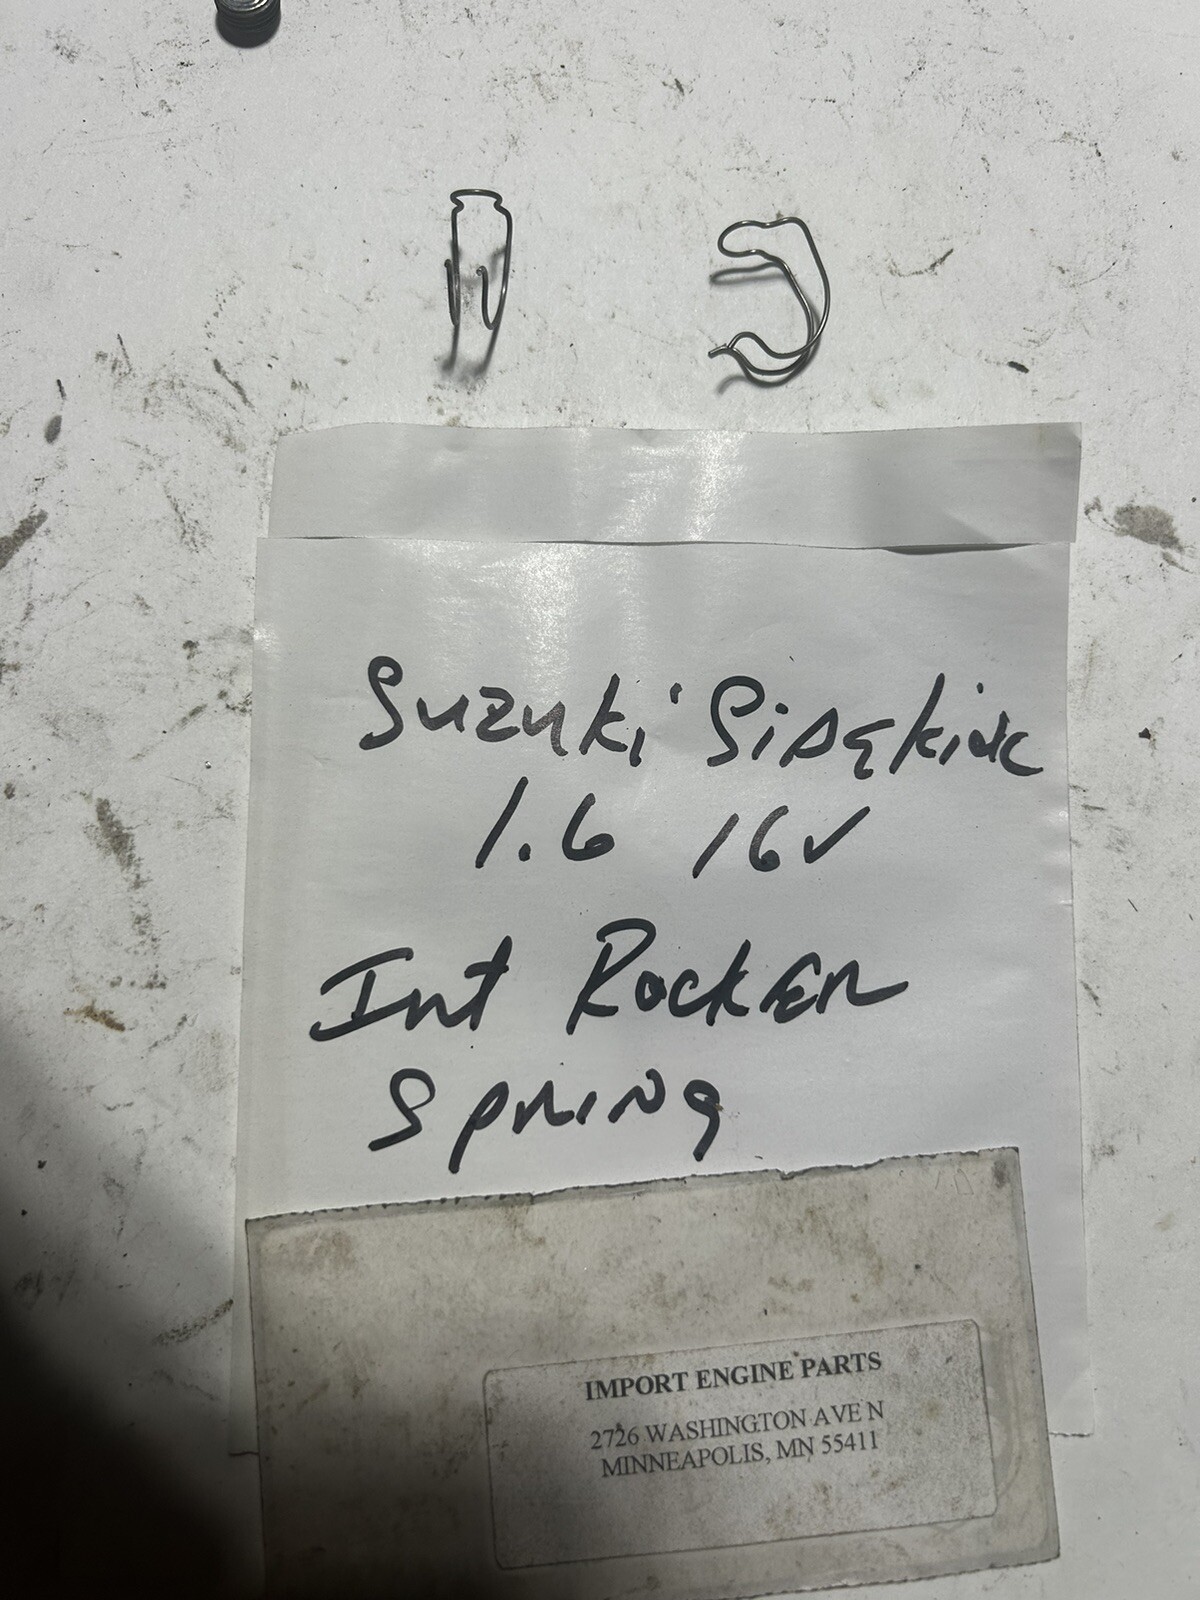 Suzuki Sidekick
1.6 16v
Int Rocker
Spring
IMPORT ENGINE PARTS
2726 WASHINGTON AVE N
MINNEAPOLIS, MN 55411